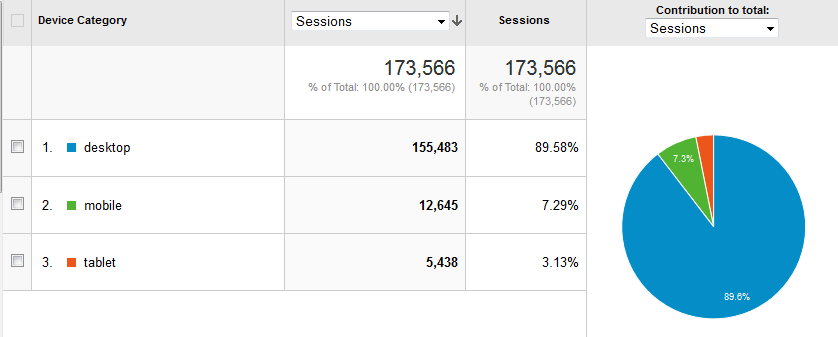 Device Category
Sessions
Sessions
Contribution to total:
Sessions
173,566
% of Total: 100.00% (173,566)
173,566
% of Total: 100.00%
(173,566)
1. desktop 155,483 89.58%
2. mobile 12,645 7.29%
3. tablet 5,438 3.13%
7.3%
89.6%